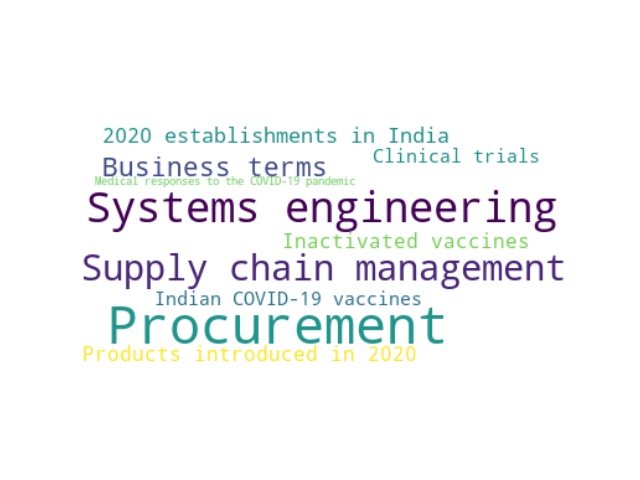 2020 establishments in India
Clinical trials
Business terms
Medical responses to the COVID-19 pandemic
Systems engineering
Inactivated vaccines
Supply chain management
Indian COVID-19 vaccines
Procurement
Products introduced in 2020